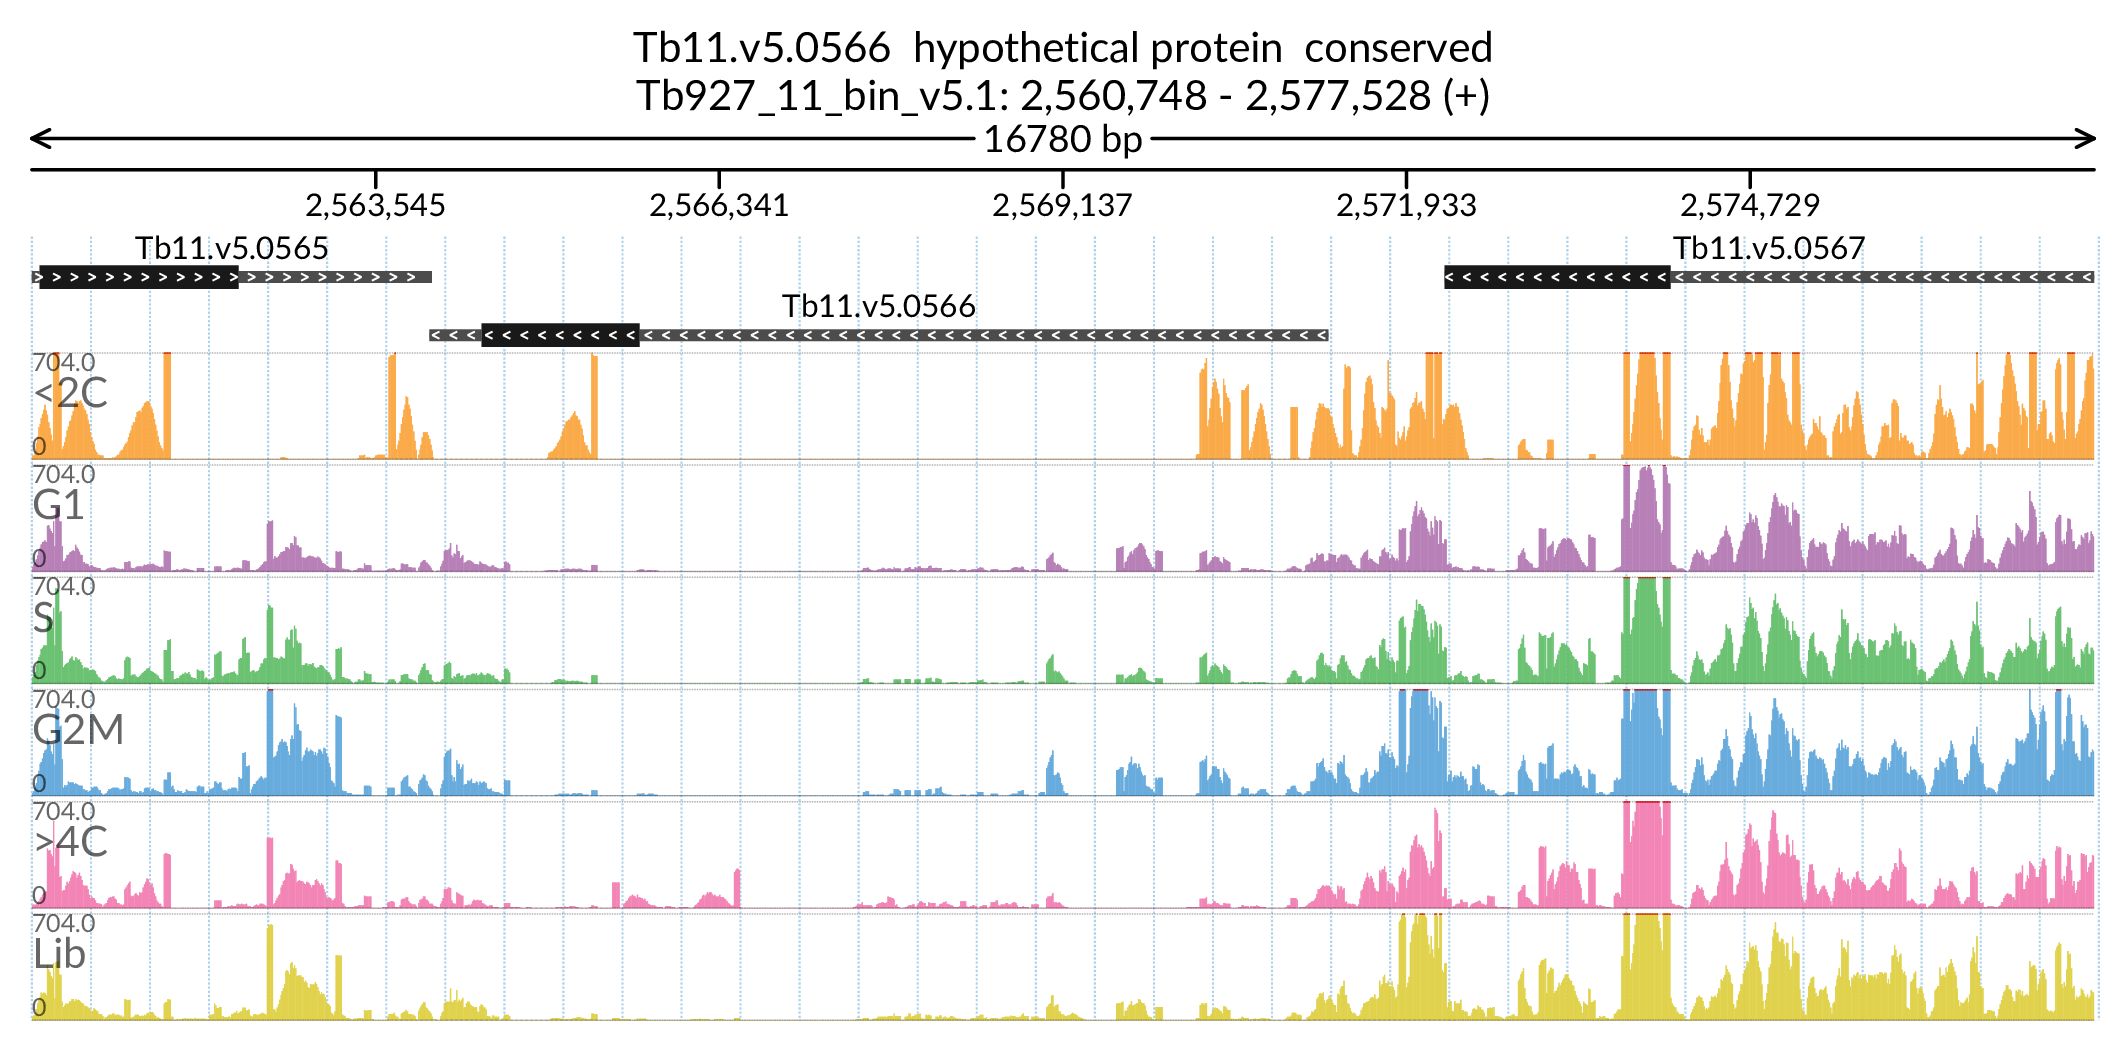 Tb11.v5.0566 hypothetical protein conserved
Tb927_11_bin_v5.1: 2,560,748 - 2,577,528 (+)
16780 bp
2,563,545 2,566,341 2,569,137 2,571,933 2,574,729
Tb11.v5.0565 Tb11.v5.0567
Tb11.v5.0566
704.0
<2C
0
704.0
G1
0
704.0
S
0
704.0
G2M
0
704.0
>4C
0
704.0
Lib
0